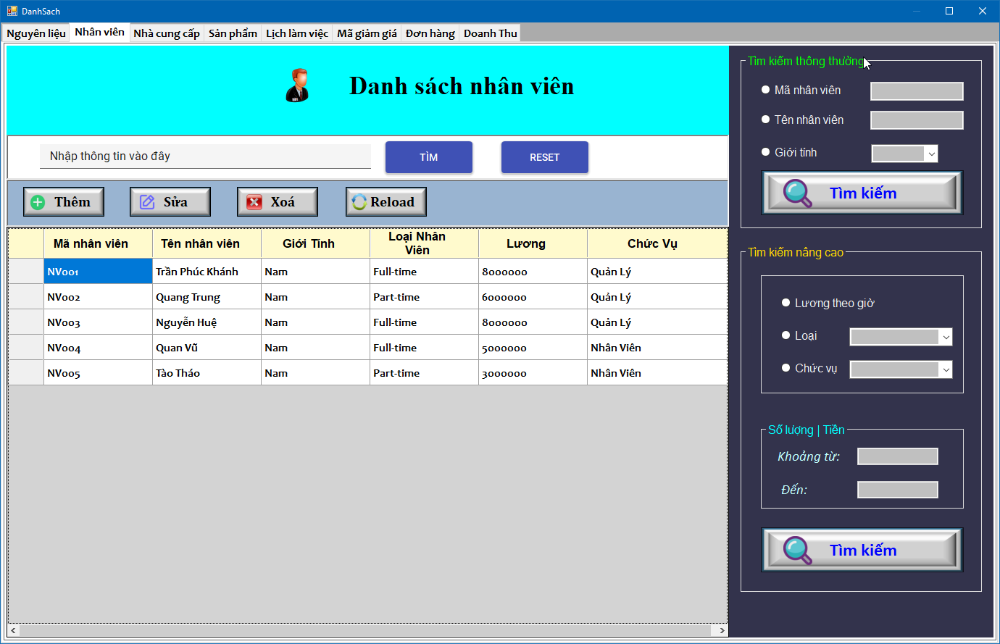 DanhSach
Nguyên liệu Nhân viên Nhà cung cấp Sản phẩm Lịch làm việc Mã giảm giá Đơn hàng Doanh Thu
Danh sách nhân viên
Nhập thông tin vào đây TÌM RESET
Thêm Sửa Xoá Reload
Mã nhân viên Tên nhân viên Giới Tính Loại Nhân Viên Lương Chức Vụ
NV001 Trần Phúc Khánh Nam Full-time 8000000 Quản Lý
NV002 Quang Trung Nam Part-time 6000000 Quản Lý
NV003 Nguyễn Huệ Nam Full-time 8000000 Quản Lý
NV004 Quan Vũ Nam Full-time 5000000 Nhân Viên
NV005 Tào Tháo Nam Part-time 3000000 Nhân Viên
Tìm kiếm thông thường
Mã nhân viên
Tên nhân viên
Giới tính
Tìm kiếm
Tìm kiếm nâng cao
Lương theo giờ
Loại
Chức vụ
Số lượng | Tiền
Khoảng từ:
Đến:
Tìm kiếm